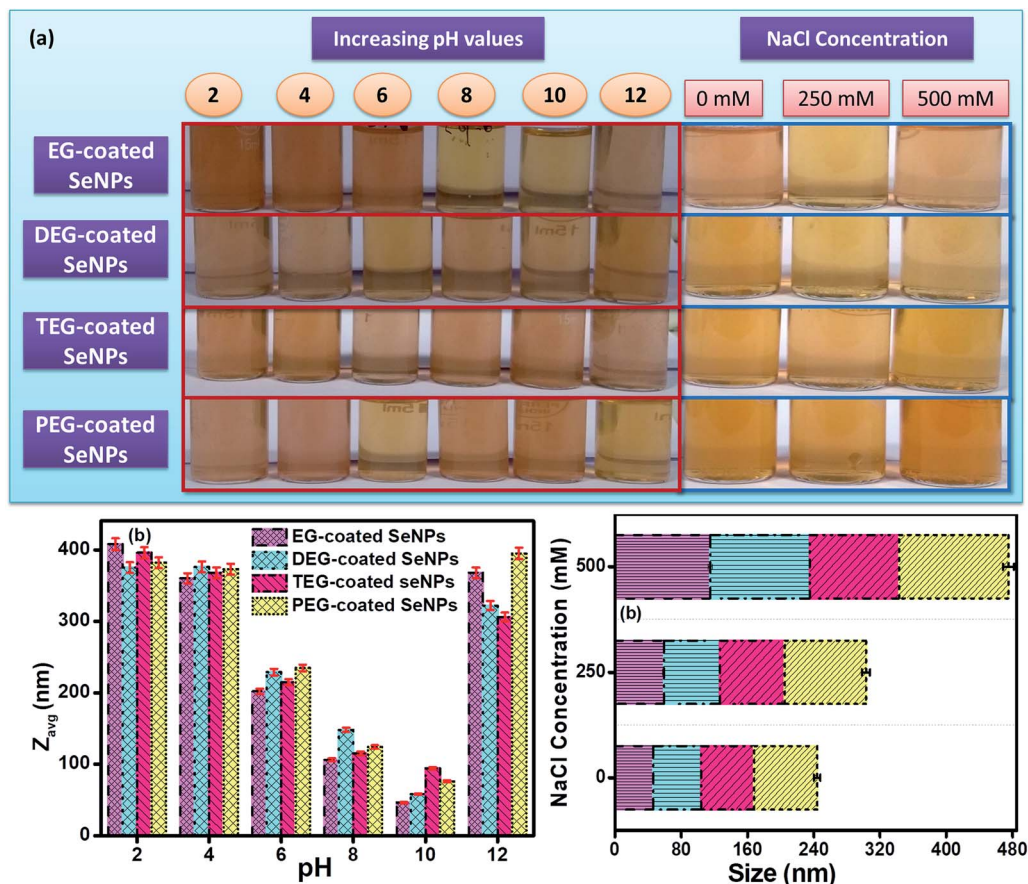 (a)
Increasing pH values
NaCl Concentration
2 4 6 8 10 12 0 mM 250 mM 500 mM
EG-coated
SeNPs
DEG-coated
SeNPs
TEG-coated
SeNPs
PEG-coated
SeNPs
(b)
EG-coated SeNPs
DEG-coated SeNPs
TEG-coated seNPs
PEG-coated SeNPs
Zavg (nm)
400
300
200
100
0
2 4 6 8 10 12
pH
(b)
NaCl Concentration (mM)
500
250
0
0 80 160 240 320 400 480
Size (nm)